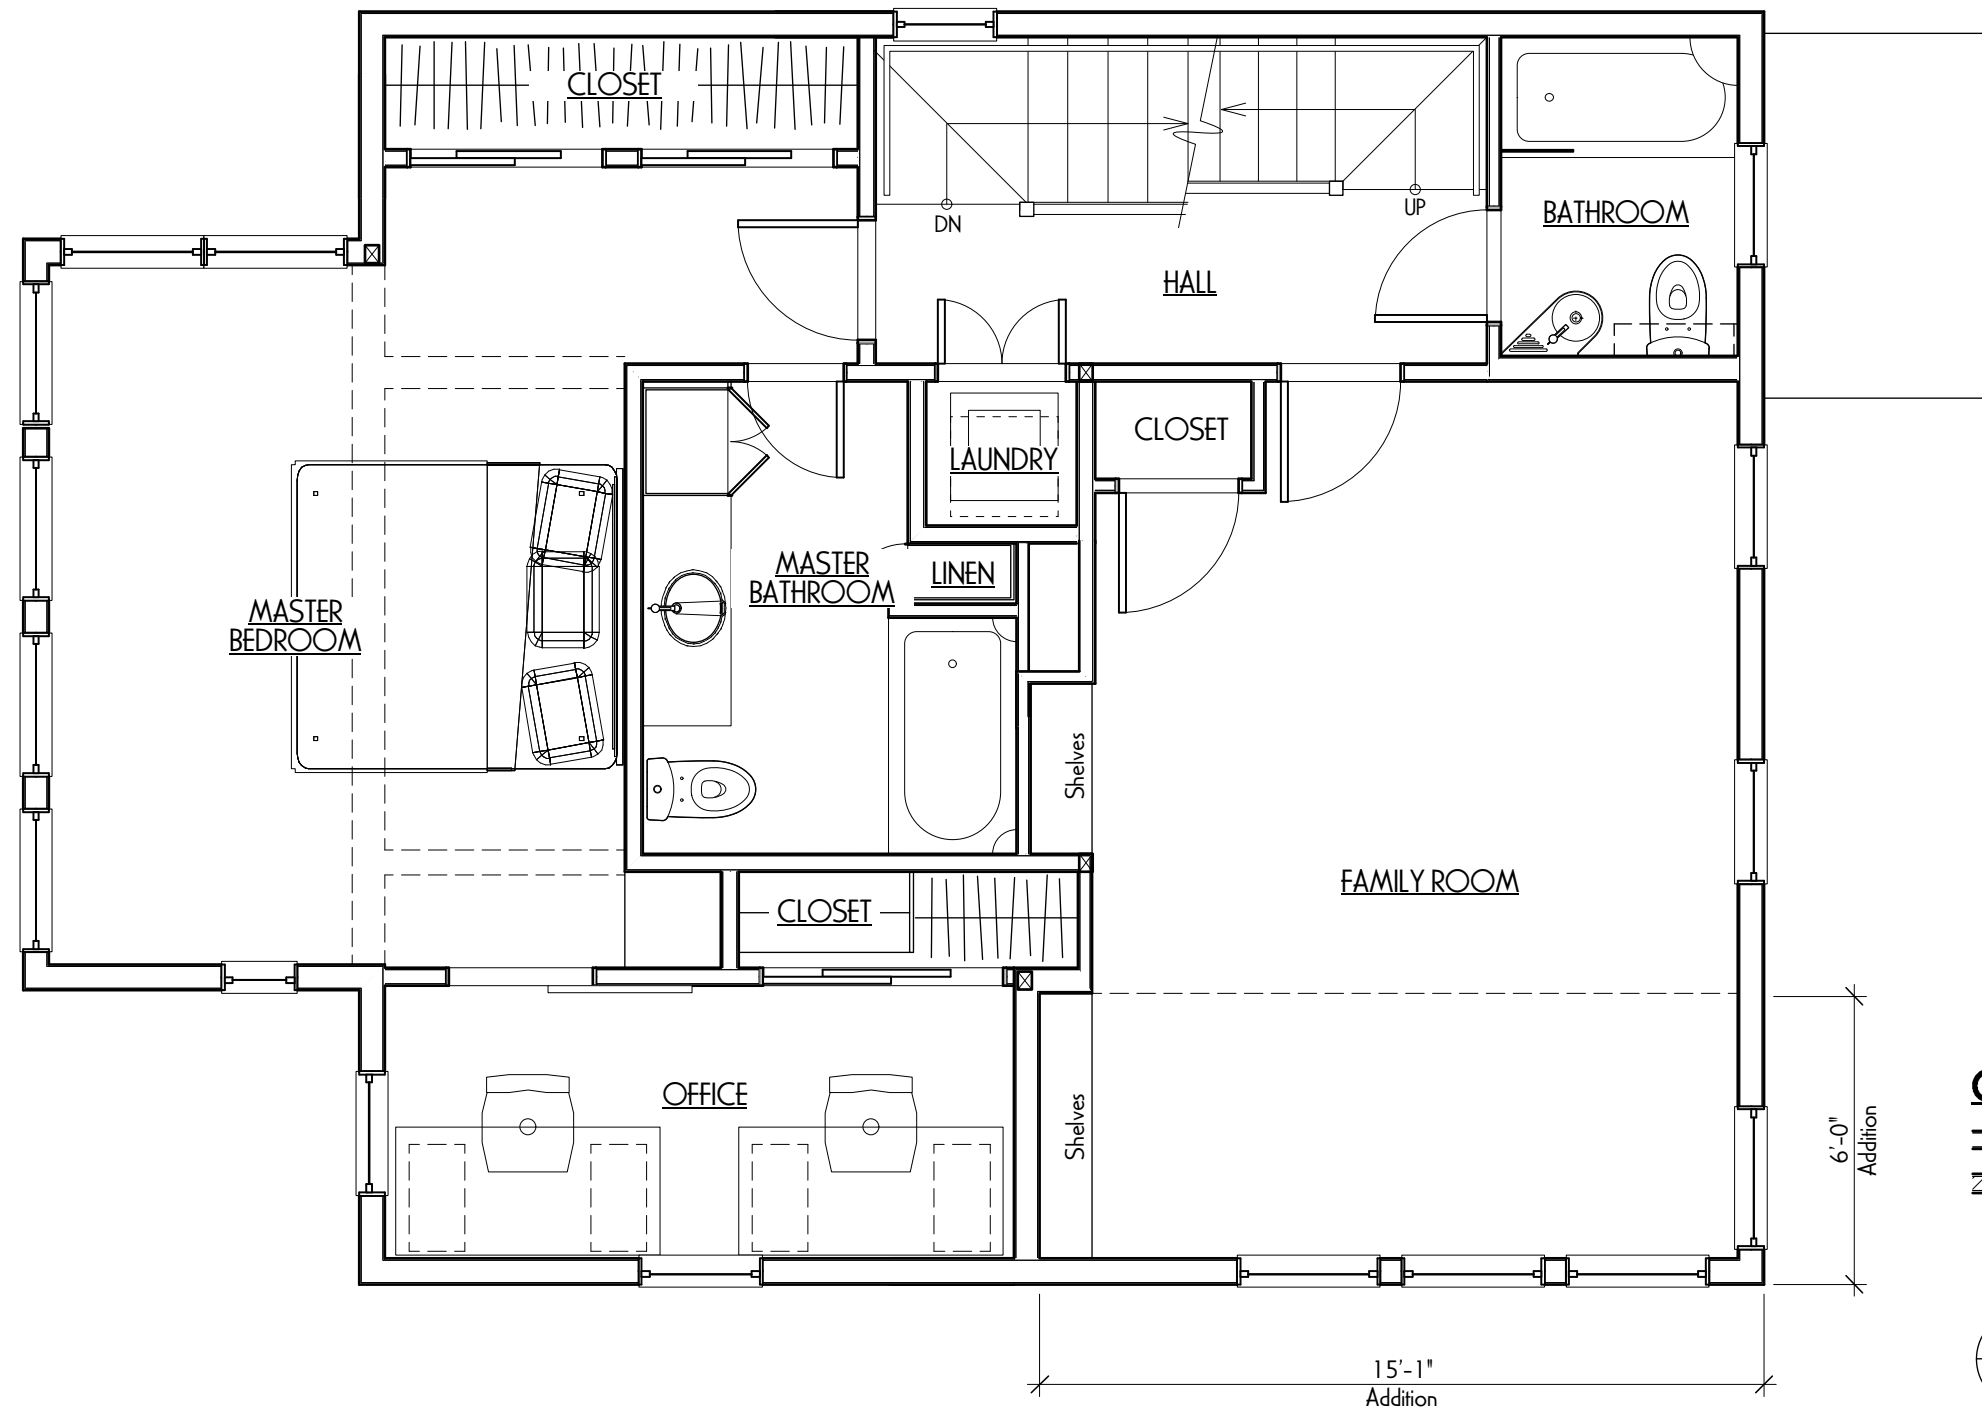 CLOSET
DN
UP
BATHROOM
HALL
CLOSET
LAUNDRY
MASTER
BATHROOM
LINEN
MASTER
BEDROOM
Shelves
FAMILY ROOM
CLOSET
OFFICE
Shelves
6'-0"
Addition
15'-1"
Addition